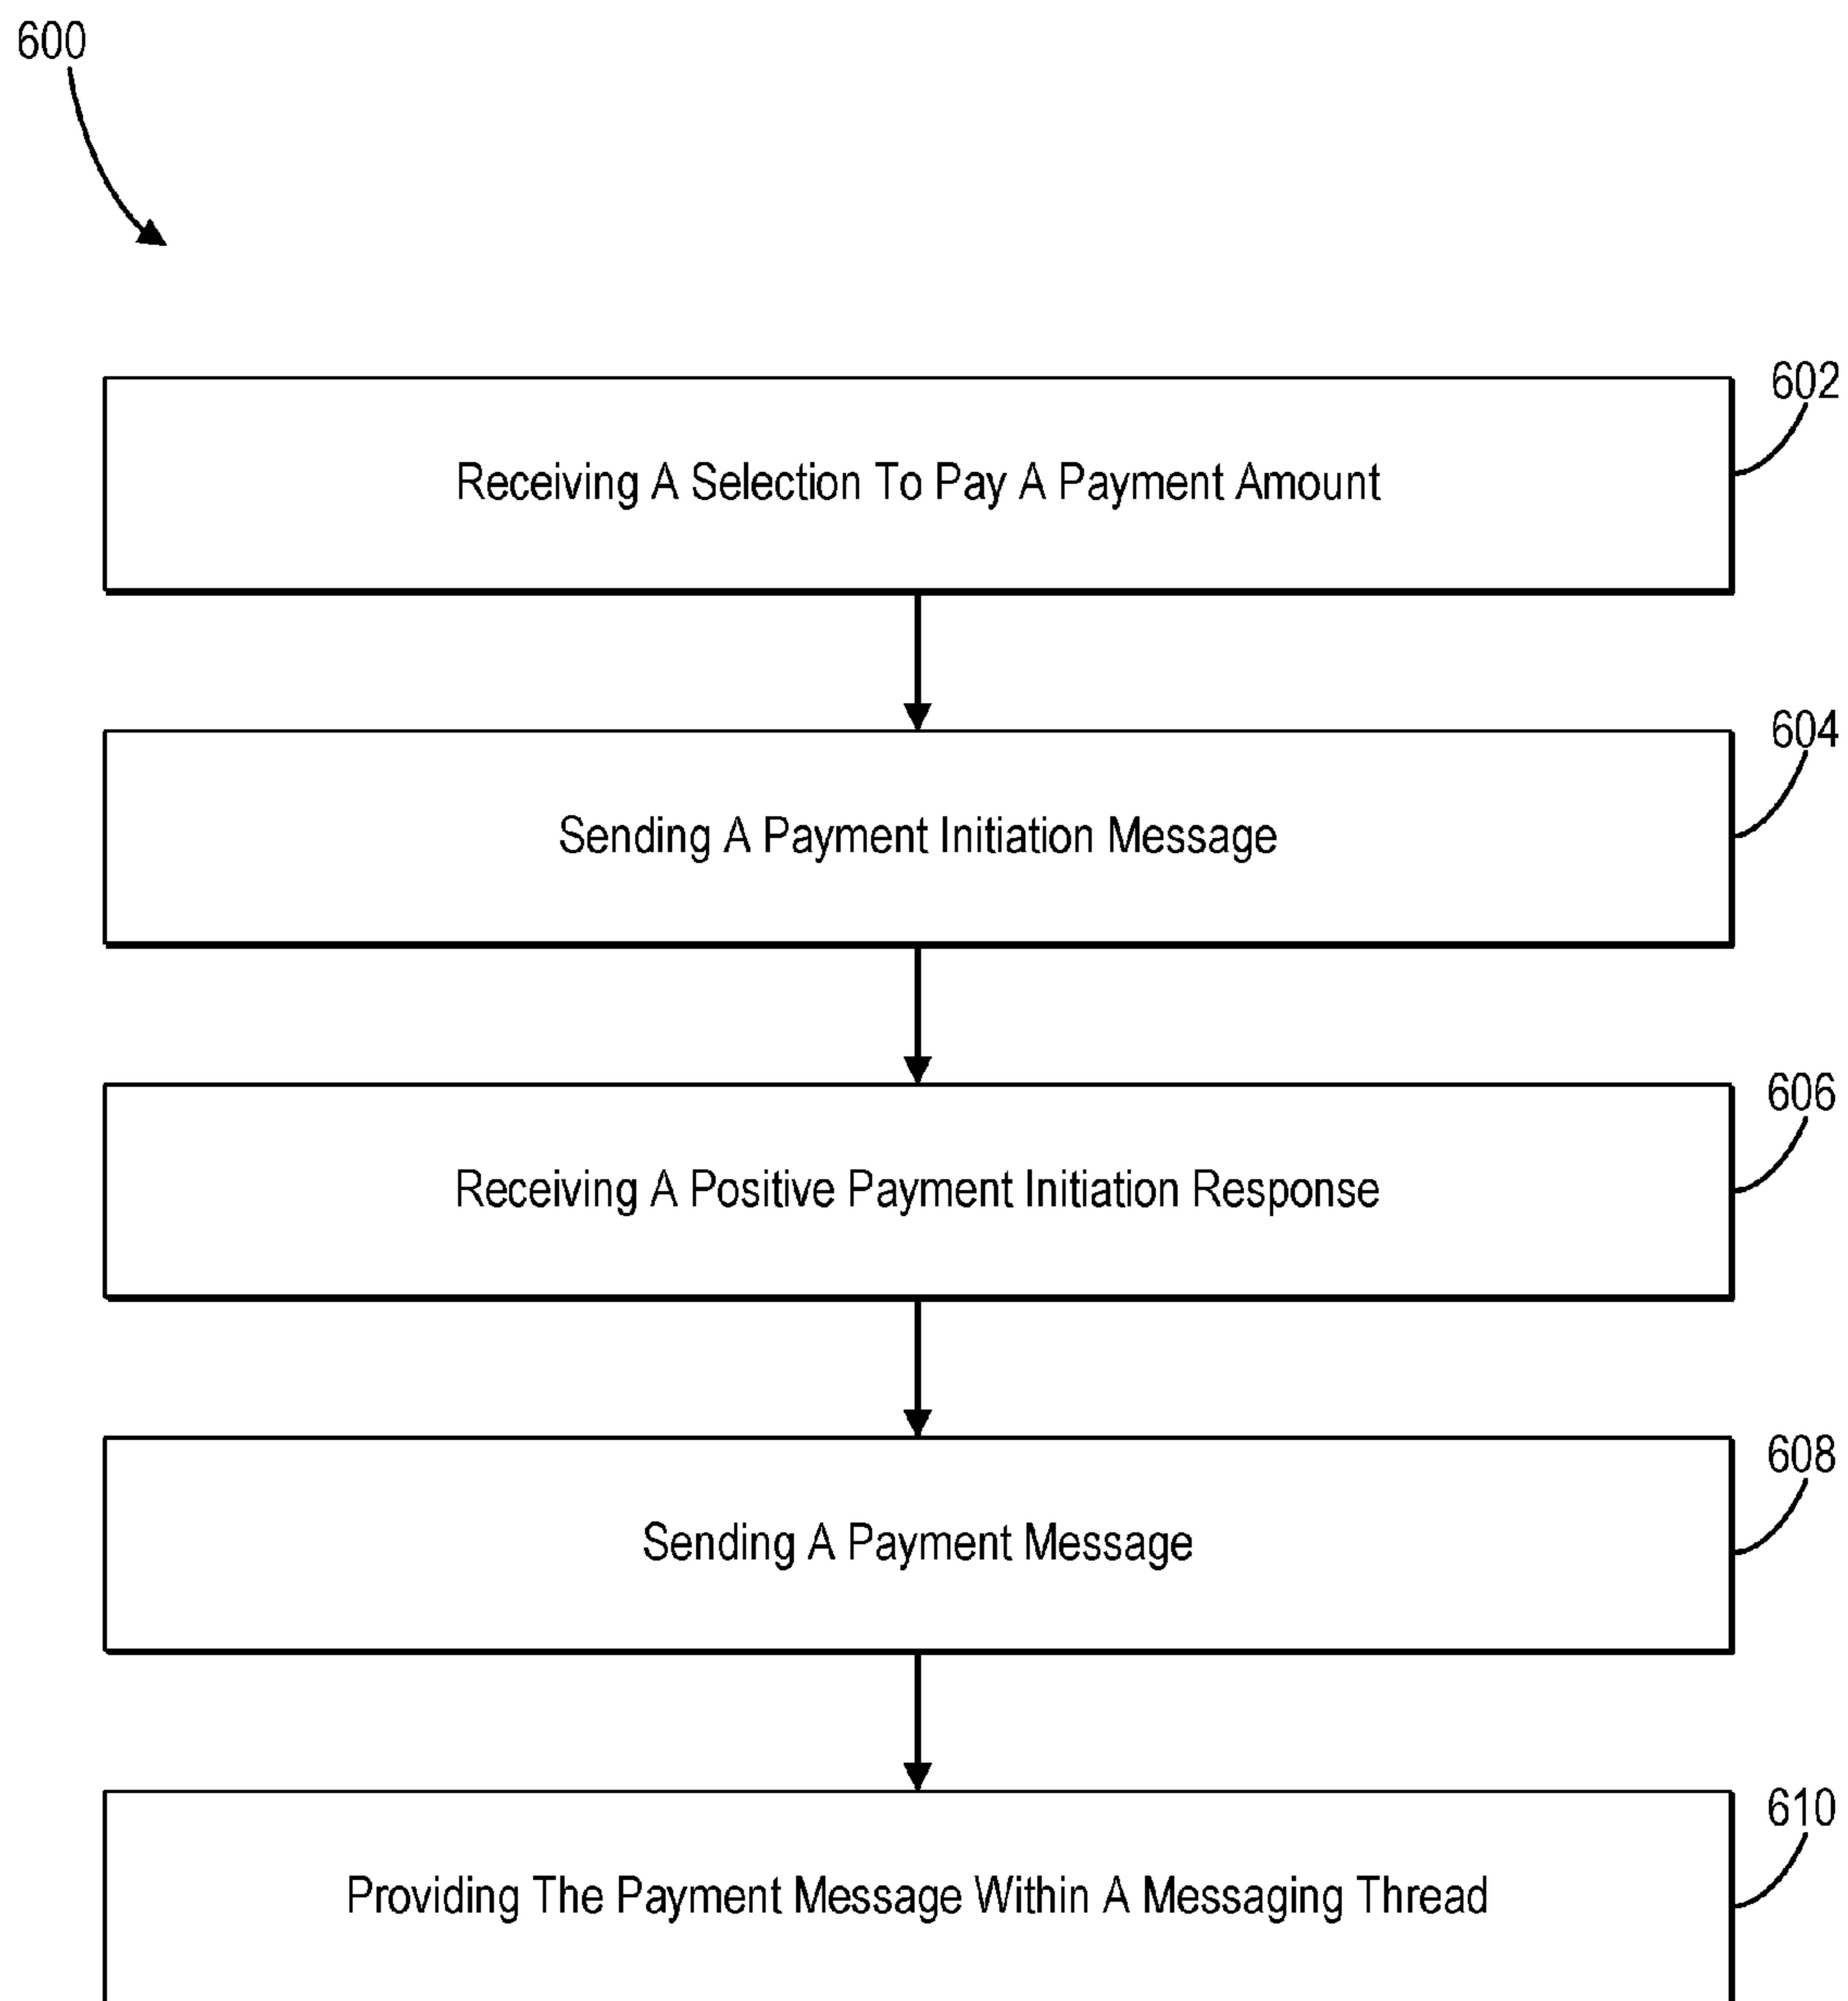 600
602
Receiving A Selection To Pay A Payment Amount
604
Sending A Payment Initiation Message
606
Receiving A Positive Payment Initiation Response
608
Sending A Payment Message
610
Providing The Payment Message Within A Messaging Thread